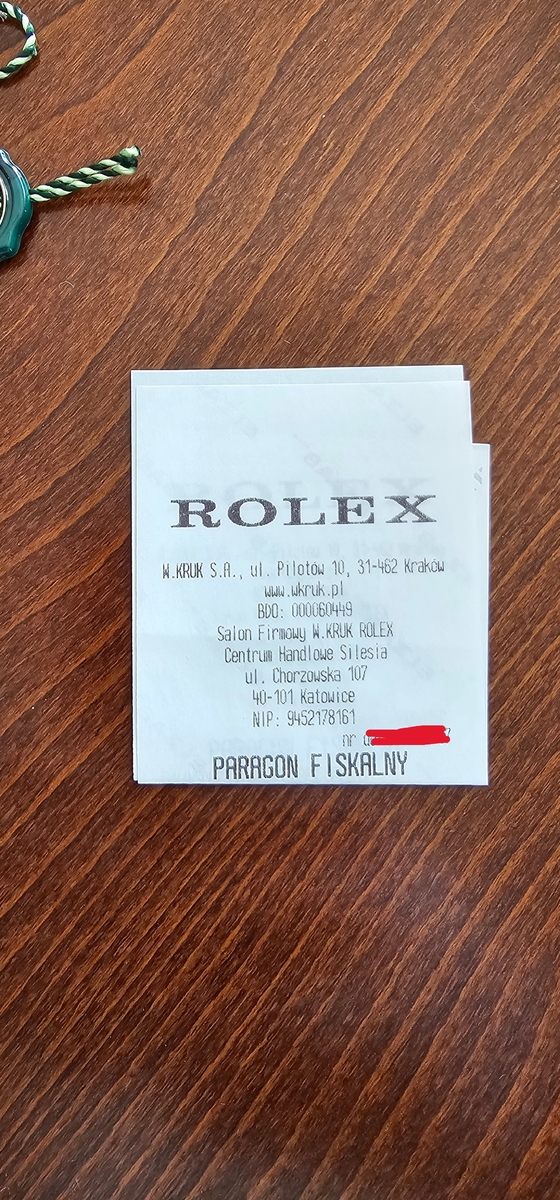 ROLEX
W.KRUK S.A., ul. Pilotów 10, 31-462 Kraków
www.wkruk.pl
BDO: 000060449
Salon Firmowy W.KRUK ROLEX
Centrum Handlowe Silesia
ul. Chorzowska 107
40-101 Katowice
NIP: 9452178161
nr
PARAGON FISKALNY